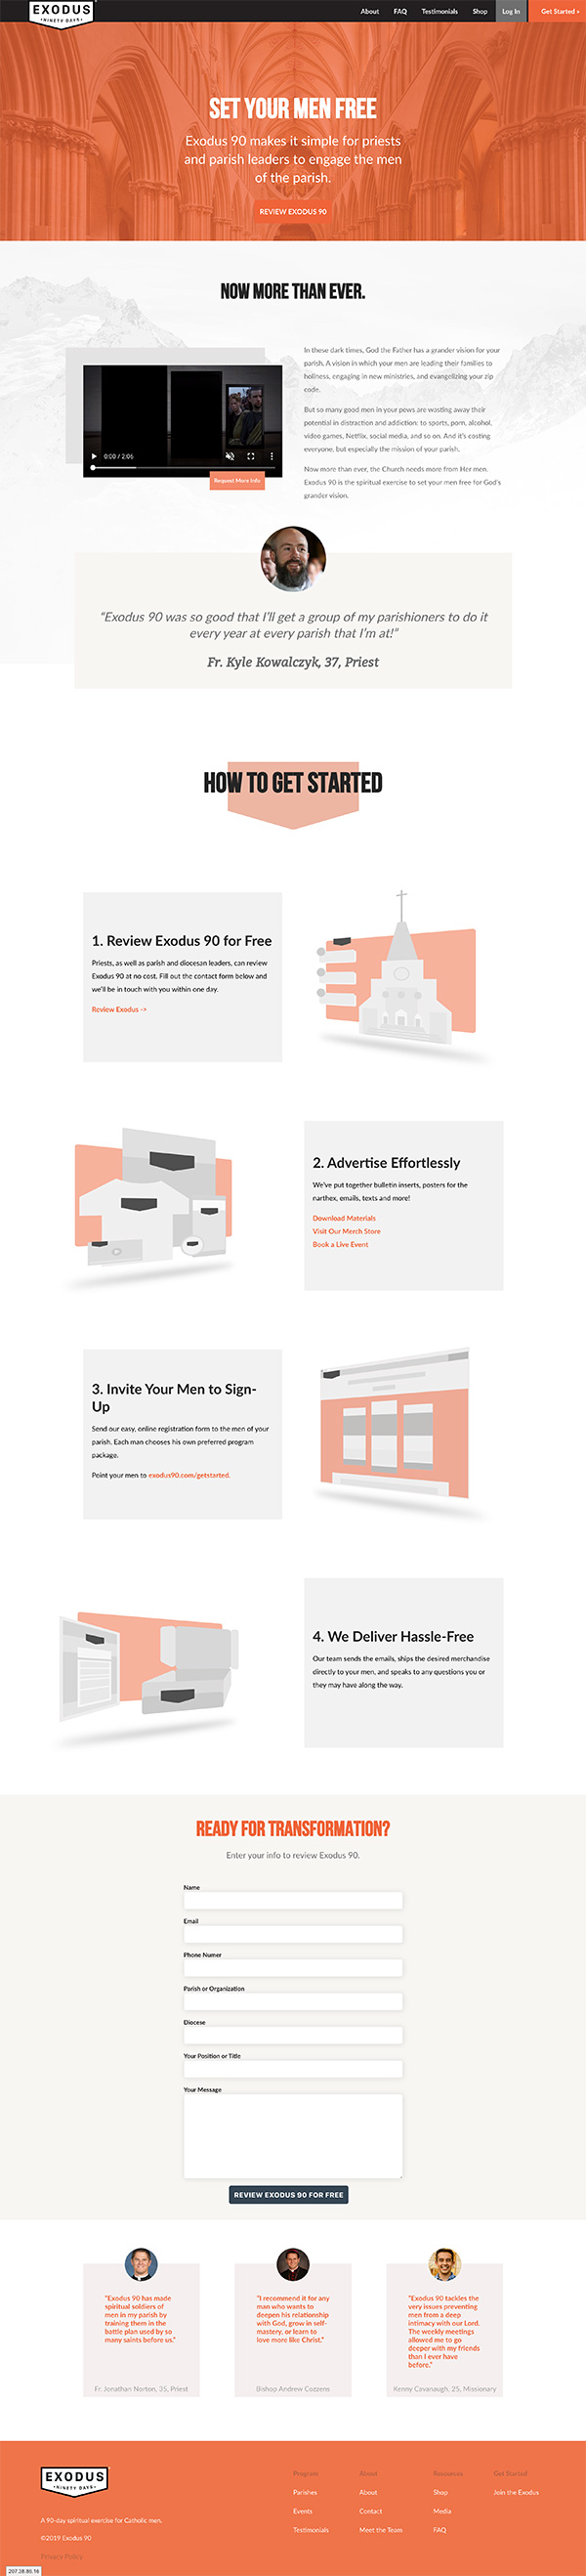 EXODUS
NINETY DAYS
About FAQ Testimonials Shop Log In Get Started »
SET YOUR MEN FREE
Exodus 90 makes it simple for priests
and parish leaders to engage the men
of the parish.
REVIEW EXODUS 90
NOW MORE THAN EVER.
0:00 / 2:06
Request More Info
In these dark times, God the Father has a grander vision for your
parish. A vision in which your men are leading their families to
holiness, engaging in new ministries, and evangelizing your zip
code.
But so many good men in your pews are wasting away their
potential in distraction and addiction: to sports, porn, alcohol,
video games, Netflix, social media, and so on. And it's costing
everyone, but especially the mission of your parish.
Now more than ever, the Church needs more from Her men.
Exodus 90 is the spiritual exercise to set your men free for God's
grander vision.
“Exodus 90 was so good that I’ll get a group of my parishioners to do it
every year at every parish that I’m at!”
Fr. Kyle Kowalczyk, 37, Priest
HOW TO GET STARTED
1. Review Exodus 90 for Free
Priests, as well as parish and diocesan leaders, can review
Exodus 90 at no cost. Fill out the contact form below and
we'll be in touch with you within one day.
Review Exodus ->
2. Advertise Effortlessly
We've put together bulletin inserts, posters for the
narthex, emails, texts and more!
Download Materials
Visit Our Merch Store
Book a Live Event
3. Invite Your Men to Sign-
Up
Send our easy, online registration form to the men of your
parish. Each man chooses his own preferred program
package.
Point your men to exodus90.com/getstarted.
4. We Deliver Hassle-Free
Our team sends the emails, ships the desired merchandise
directly to your men, and speaks to any questions you or
they may have along the way.
READY FOR TRANSFORMATION?
Enter your info to review Exodus 90.
Name
Email
Phone Numer
Parish or Organization
Diocese
Your Position or Title
Your Message
REVIEW EXODUS 90 FOR FREE
“Exodus 90 has made
spiritual soldiers of
men in my parish by
training them in the
battle plan used by so
many saints before us.”
Fr. Jonathan Norton, 35, Priest
“I recommend it for any
man who wants to
deepen his relationship
with God, grow in self-
mastery, or learn to
love more like Christ.”
Bishop Andrew Cozzens
“Exodus 90 tackles the
very issues preventing
men from a deep
intimacy with our Lord.
The weekly meetings
allowed me to go
deeper with my friends
than I ever have
before.”
Kenny Cavanaugh, 25, Missionary
EXODUS
NINETY DAYS
A 90-day spiritual exercise for Catholic men.
©2019 Exodus 90
Privacy Policy
Program
Parishes
Events
Testimonials
About
About
Contact
Meet the Team
Resources
Shop
Media
FAQ
Get Started
Join the Exodus
207.38.86.16